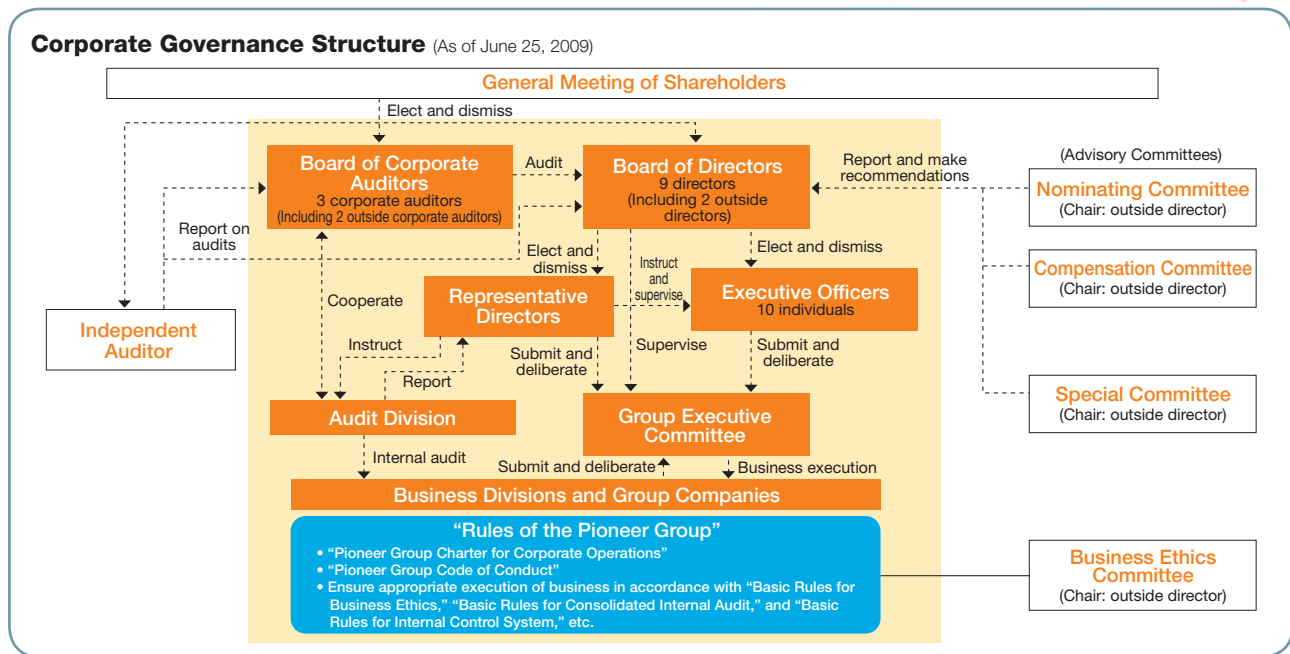 Corporate Governance Structure (As of June 25, 2009)
General Meeting of Shareholders
Elect and dismiss
Board of Corporate
Auditors
3 corporate auditors
(Including 2 outside corporate auditors)
Audit
Board of Directors
9 directors
(Including 2 outside
directors)
Report and make
recommendations
(Advisory Committees)
Nominating Committee
(Chair: outside director)
Report on
audits
Elect and
dismiss
Instruct
and
supervise
Elect and dismiss
Compensation Committee
(Chair: outside director)
Independent
Auditor
Cooperate
Representative
Directors
Executive Officers
10 individuals
Instruct
Report
Submit and
deliberate
Supervise
Submit and
deliberate
Special Committee
(Chair: outside director)
Audit Division
Group Executive
Committee
Internal audit
Submit and deliberate
Business execution
Business Divisions and Group Companies
“Rules of the Pioneer Group”
• “Pioneer Group Charter for Corporate Operations”
• “Pioneer Group Code of Conduct”
• Ensure appropriate execution of business in accordance with “Basic Rules for
Business Ethics,” “Basic Rules for Consolidated Internal Audit,” and “Basic
Rules for Internal Control System,” etc.
Business Ethics
Committee
(Chair: outside director)